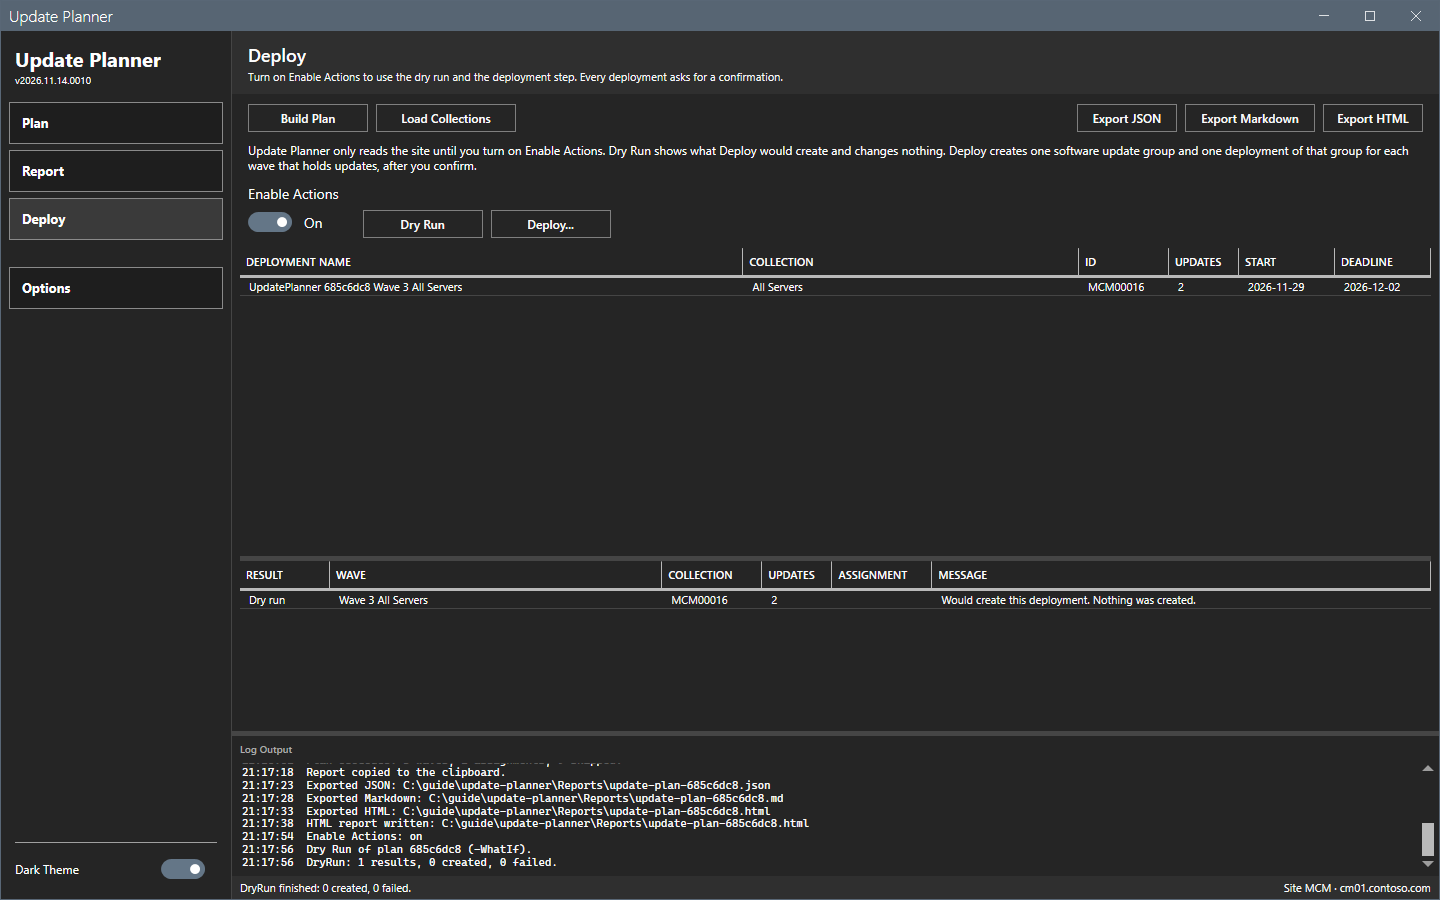 Update Planner
Update Planner
v2026.11.14.0010
Plan
Report
Deploy
Options
Dark Theme
Deploy
Turn on Enable Actions to use the dry run and the deployment step. Every deployment asks for a confirmation.
Build Plan
Load Collections
Export JSON
Export Markdown
Export HTML
Update Planner only reads the site until you turn on Enable Actions. Dry Run shows what Deploy would create and changes nothing. Deploy creates one software update group and one deployment of that group for each
wave that holds updates, after you confirm.
Enable Actions
On
Dry Run
Deploy...
DEPLOYMENT NAME COLLECTION ID UPDATES START DEADLINE
UpdatePlanner 685c6dc8 Wave 3 All Servers All Servers MCM00016 2 2026-11-29 2026-12-02
RESULT WAVE COLLECTION UPDATES ASSIGNMENT MESSAGE
Dry run Wave 3 All Servers MCM00016 2 Would create this deployment. Nothing was created.
Log Output
21:17:18 Report copied to the clipboard.
21:17:23 Exported JSON: C:\guide\update-planner\Reports\update-plan-685c6dc8.json
21:17:28 Exported Markdown: C:\guide\update-planner\Reports\update-plan-685c6dc8.md
21:17:33 Exported HTML: C:\guide\update-planner\Reports\update-plan-685c6dc8.html
21:17:38 HTML report written: C:\guide\update-planner\Reports\update-plan-685c6dc8.html
21:17:54 Enable Actions: on
21:17:56 Dry Run of plan 685c6dc8 (-WhatIf).
21:17:56 DryRun: 1 results, 0 created, 0 failed.
DryRun finished: 0 created, 0 failed.
Site MCM · cm01.contoso.com